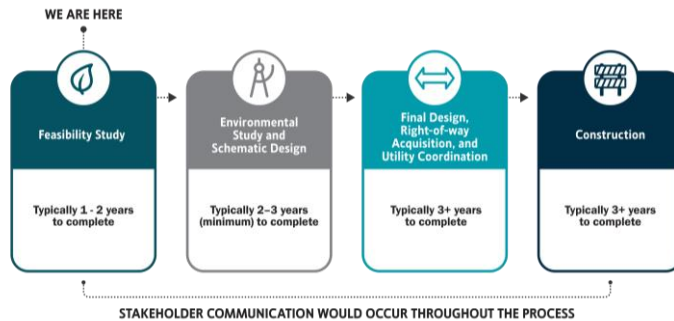 WE ARE HERE
Feasibility Study
Typically 1 - 2 years
to complete
Environmental
Study and
Schematic Design
Typically 2–3 years
(minimum) to complete
Final Design,
Right-of-way
Acquisition, and
Utility Coordination
Typically 3+ years
to complete
Construction
Typically 3+ years
to complete
STAKEHOLDER COMMUNICATION WOULD OCCUR THROUGHOUT THE PROCESS